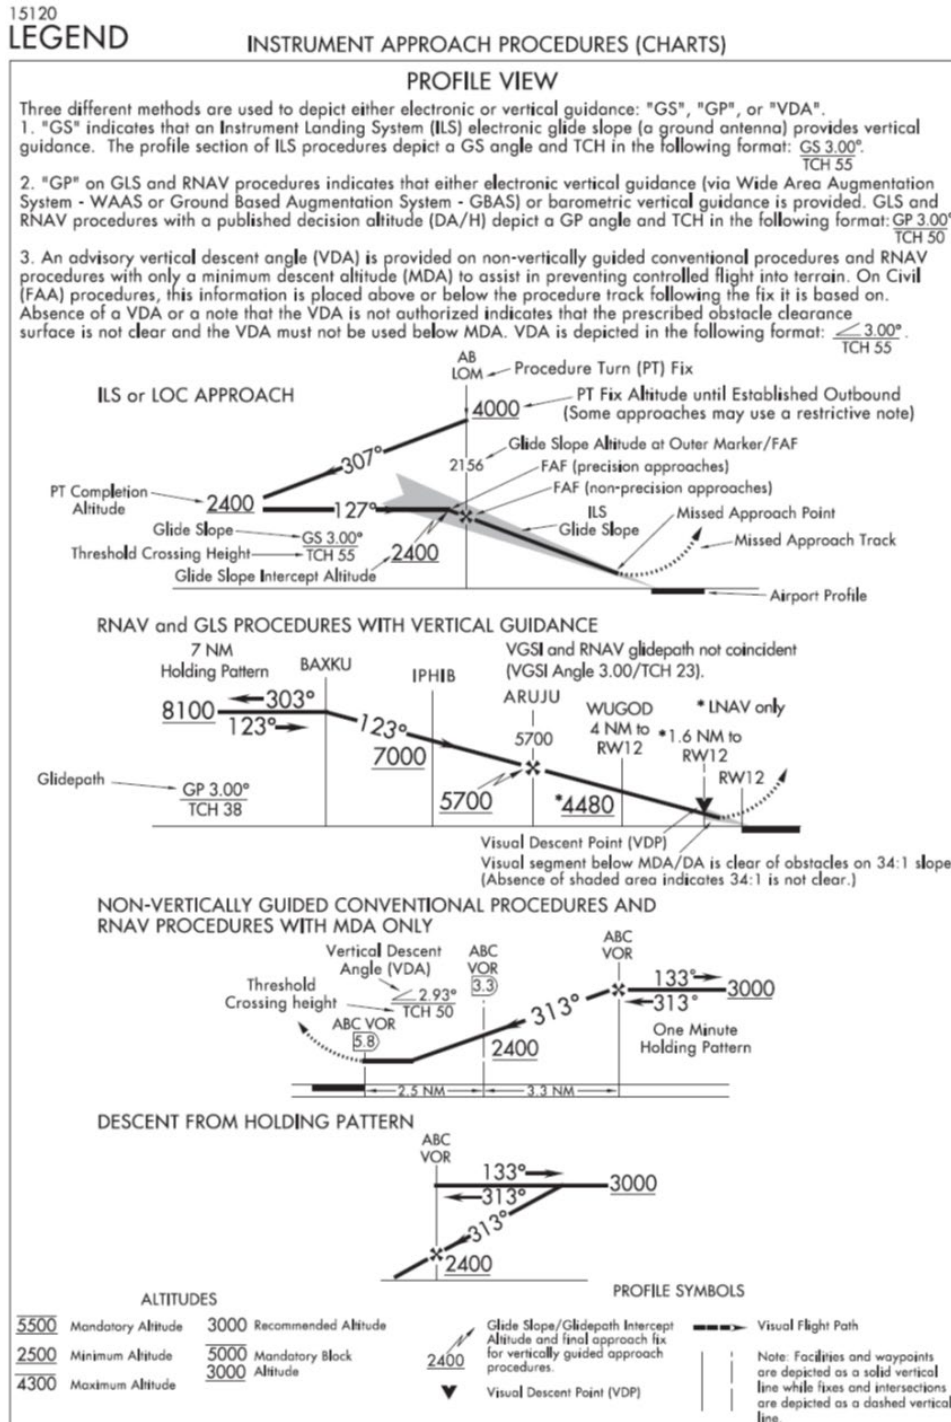 15120
LEGEND
INSTRUMENT APPROACH PROCEDURES (CHARTS)
PROFILE VIEW
Three different methods are used to depict either electronic or vertical guidance: "GS", "GP", or "VDA".
1. "GS" indicates that an Instrument Landing System (ILS) electronic glide slope (a ground antenna) provides vertical
guidance. The profile section of ILS procedures depict a GS angle and TCH in the following format: GS 3.00°.
TCH 55
2. "GP" on GLS and RNAV procedures indicates that either electronic vertical guidance (via Wide Area Augmentation
System - WAAS or Ground Based Augmentation System - GBAS) or barometric vertical guidance is provided. GLS and
RNAV procedures with a published decision altitude (DA/H) depict a GP angle and TCH in the following format: GP 3.00°
TCH 50
3. An advisory vertical descent angle (VDA) is provided on non-vertically guided conventional procedures and RNAV
procedures with only a minimum descent altitude (MDA) to assist in preventing controlled flight into terrain. On Civil
(FAA) procedures, this information is placed above or below the procedure track following the fix it is based on.
Absence of a VDA or a note that the VDA is not authorized indicates that the prescribed obstacle clearance
surface is not clear and the VDA must not be used below MDA. VDA is depicted in the following format: 3.00°.
TCH 55
ILS or LOC APPROACH
AB
LOM
Procedure Turn (PT) Fix
4000
PT Fix Altitude until Established Outbound
(Some approaches may use a restrictive note)
307°
2156
Glide Slope Altitude at Outer Marker/FAF
FAF (precision approaches)
FAF (non-precision approaches)
PT Completion
Altitude
2400
127°
ILS
Glide Slope
Missed Approach Point
Missed Approach Track
Glide Slope
GS 3.00°
Threshold Crossing Height
TCH 55
2400
Glide Slope Intercept Altitude
Airport Profile
RNAV and GLS PROCEDURES WITH VERTICAL GUIDANCE
7 NM
Holding Pattern
BAXKU
IPHIB
VGSI and RNAV glidepath not coincident
(VGSI Angle 3.00/TCH 23).
8100
303°
123°
123°
7000
ARUJU
5700
WUGOD
4 NM to
RW12
* LNAV only
*1.6 NM to
RW12
RW12
Glidepath
GP 3.00°
TCH 38
5700
*4480
Visual Descent Point (VDP)
Visual segment below MDA/DA is clear of obstacles on 34:1 slope
(Absence of shaded area indicates 34:1 is not clear.)
NON-VERTICALLY GUIDED CONVENTIONAL PROCEDURES AND
RNAV PROCEDURES WITH MDA ONLY
Vertical Descent
Angle (VDA)
ABC
VOR
3.3
ABC
VOR
Threshold
Crossing height
2.93°
TCH 50
133°
3000
313°
313°
ABC VOR
5.8
2400
One Minute
Holding Pattern
2.5 NM
3.3 NM
DESCENT FROM HOLDING PATTERN
ABC
VOR
133°
3000
313°
313°
2400
ALTITUDES
5500 Mandatory Altitude
2500 Minimum Altitude
4300 Maximum Altitude
3000 Recommended Altitude
5000 Mandatory Block
3000 Altitude
PROFILE SYMBOLS
2400
Glide Slope/Glidepath Intercept
Altitude and final approach fix
for vertically guided approach
procedures.
Visual Descent Point (VDP)
Visual Flight Path
Note: Facilities and waypoints
are depicted as a solid vertical
line while fixes and intersections
are depicted as a dashed vertical
line.